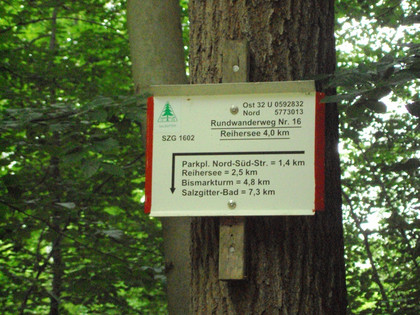 Ost 32 U 0592832
Nord 5773013
Rundwanderweg Nr. 16
SZG 1602
Reihersee 4,0 km
Parkpl. Nord-Süd-Str. = 1,4 km
Reihersee = 2,5 km
Bismarkturm = 4,8 km
Salzgitter-Bad = 7,3 km